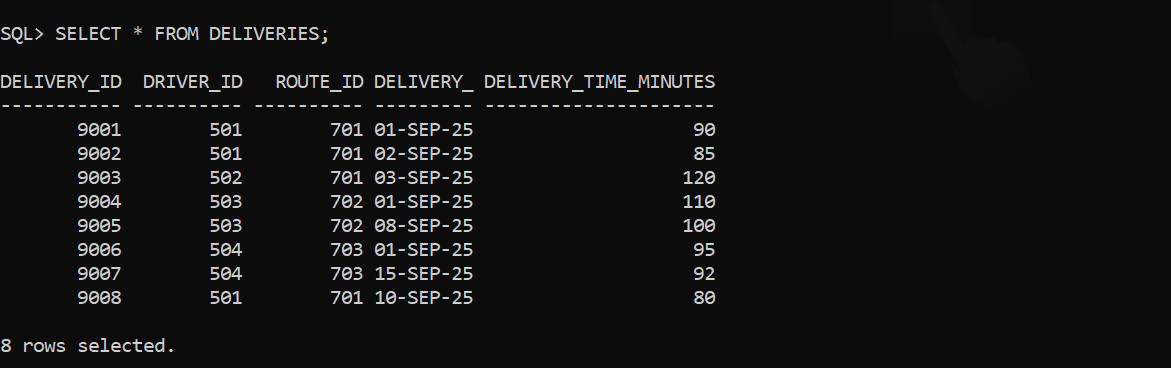 SQL> SELECT * FROM DELIVERIES;
DELIVERY_ID  DRIVER_ID   ROUTE_ID DELIVERY_ DELIVERY_TIME_MINUTES
----------- ---------- ---------- --------- ---------------------
       9001        501        701 01-SEP-25                    90
       9002        501        701 02-SEP-25                    85
       9003        502        701 03-SEP-25                   120
       9004        503        702 01-SEP-25                   110
       9005        503        702 08-SEP-25                   100
       9006        504        703 01-SEP-25                    95
       9007        504        703 15-SEP-25                    92
       9008        501        701 10-SEP-25                    80
8 rows selected.